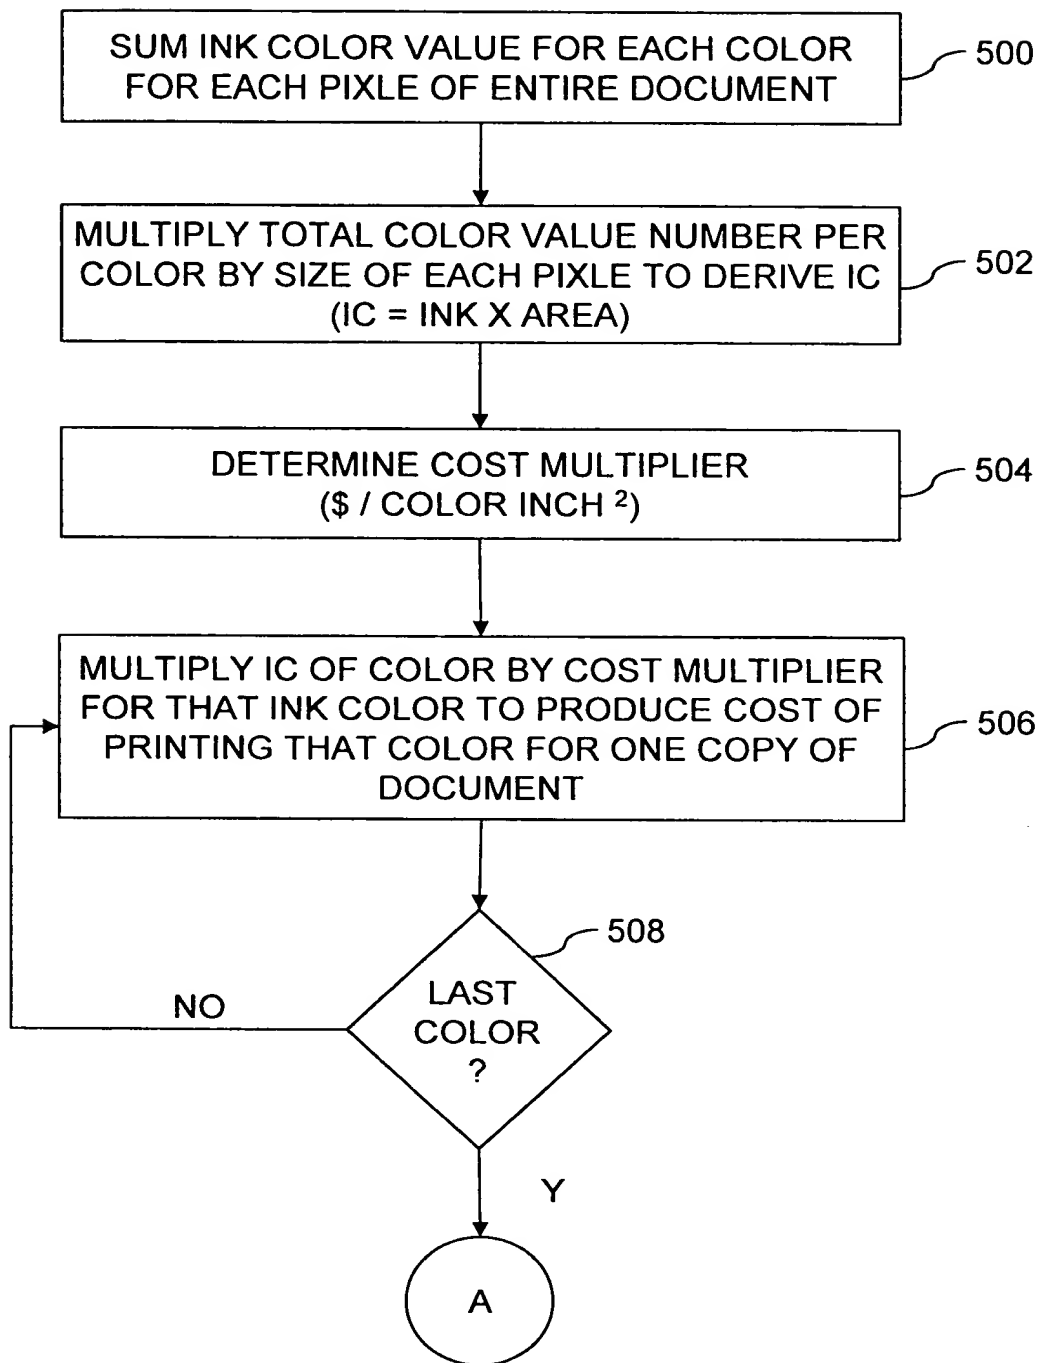 SUM INK COLOR VALUE FOR EACH COLOR
FOR EACH PIXLE OF ENTIRE DOCUMENT
500
MULTIPLY TOTAL COLOR VALUE NUMBER PER
COLOR BY SIZE OF EACH PIXLE TO DERIVE IC
(IC = INK X AREA)
502
DETERMINE COST MULTIPLIER
($ / COLOR INCH ²)
504
MULTIPLY IC OF COLOR BY COST MULTIPLIER
FOR THAT INK COLOR TO PRODUCE COST OF
PRINTING THAT COLOR FOR ONE COPY OF
DOCUMENT
506
508
LAST
COLOR
?
NO
Y
A